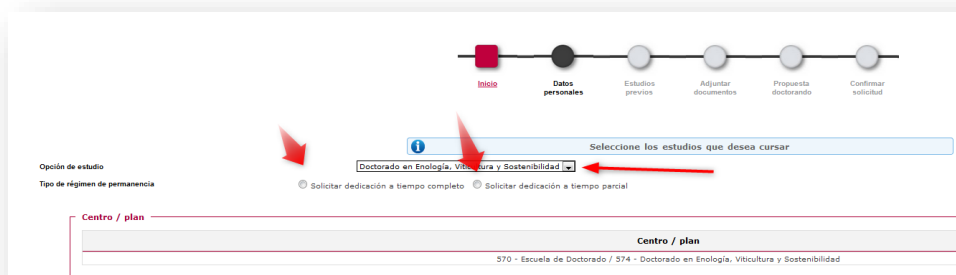 Inicio
Datos personales
Estudios previos
Adjuntar documentos
Propuesta doctorando
Confirmar solicitud
Seleccione los estudios que desea cursar
Opción de estudio
Doctorado en Enología, Viticultura y Sostenibilidad
Tipo de régimen de permanencia
Solicitar dedicación a tiempo completo
Solicitar dedicación a tiempo parcial
Centro / plan
Centro / plan
570 - Escuela de Doctorado / 574 - Doctorado en Enología, Viticultura y Sostenibilidad